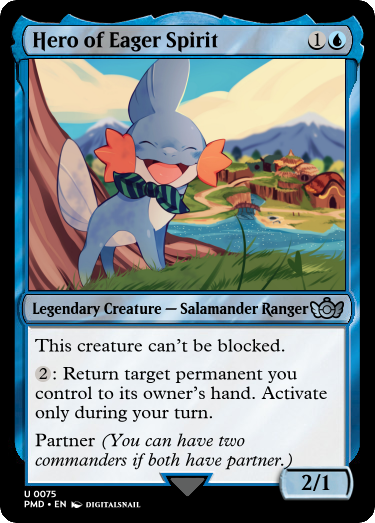 Hero of Eager Spirit 1
Legendary Creature — Salamander Ranger
This creature can't be blocked.
2: Return target permanent you
control to its owner's hand. Activate
only during your turn.
Partner (You can have two
commanders if both have partner.)
2/1
U 0075
PMD • EN DIGITALSNAIL